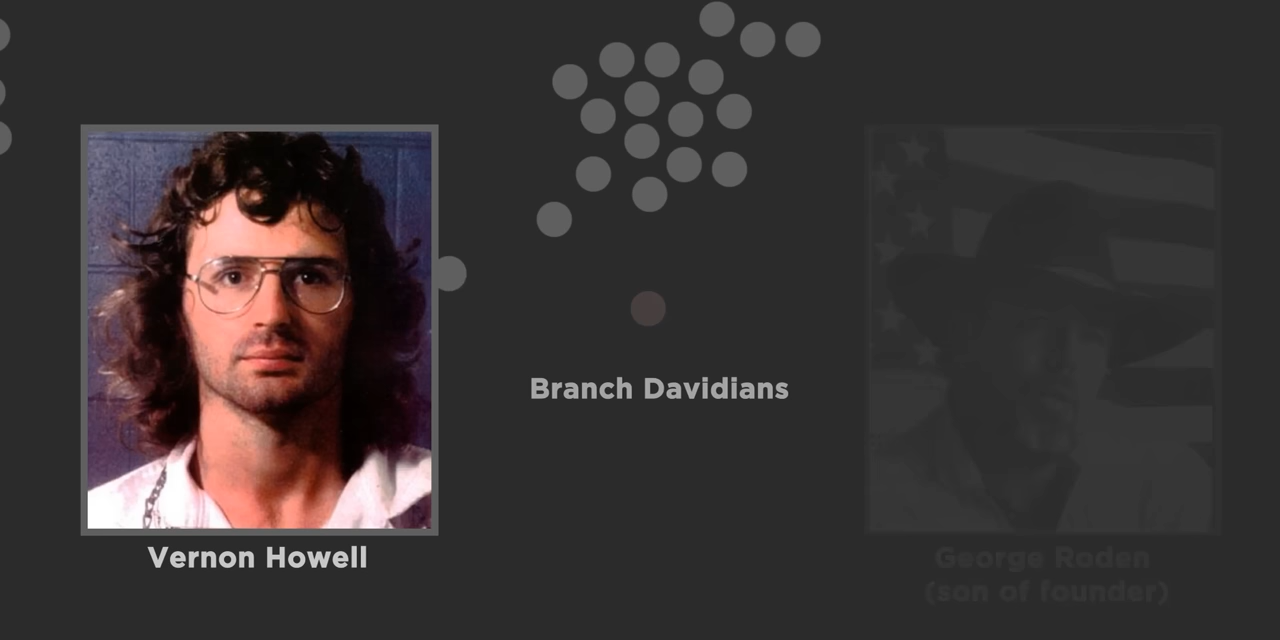 Branch Davidians
Vernon Howell
George Roden
(son of founder)